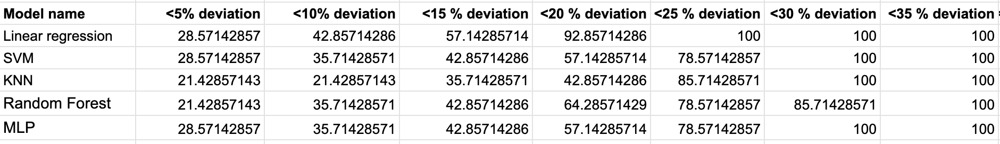 Model name <5% deviation <10% deviation <15 % deviation <20 % deviation <25 % deviation <30 % deviation <35 % deviation
Linear regression 28.57142857 42.85714286 57.14285714 92.85714286 100 100 100
SVM 28.57142857 35.71428571 42.85714286 57.14285714 78.57142857 100 100
KNN 21.42857143 21.42857143 35.71428571 42.85714286 85.71428571 100 100
Random Forest 21.42857143 35.71428571 42.85714286 64.28571429 78.57142857 85.71428571 100
MLP 28.57142857 35.71428571 42.85714286 57.14285714 78.57142857 100 100